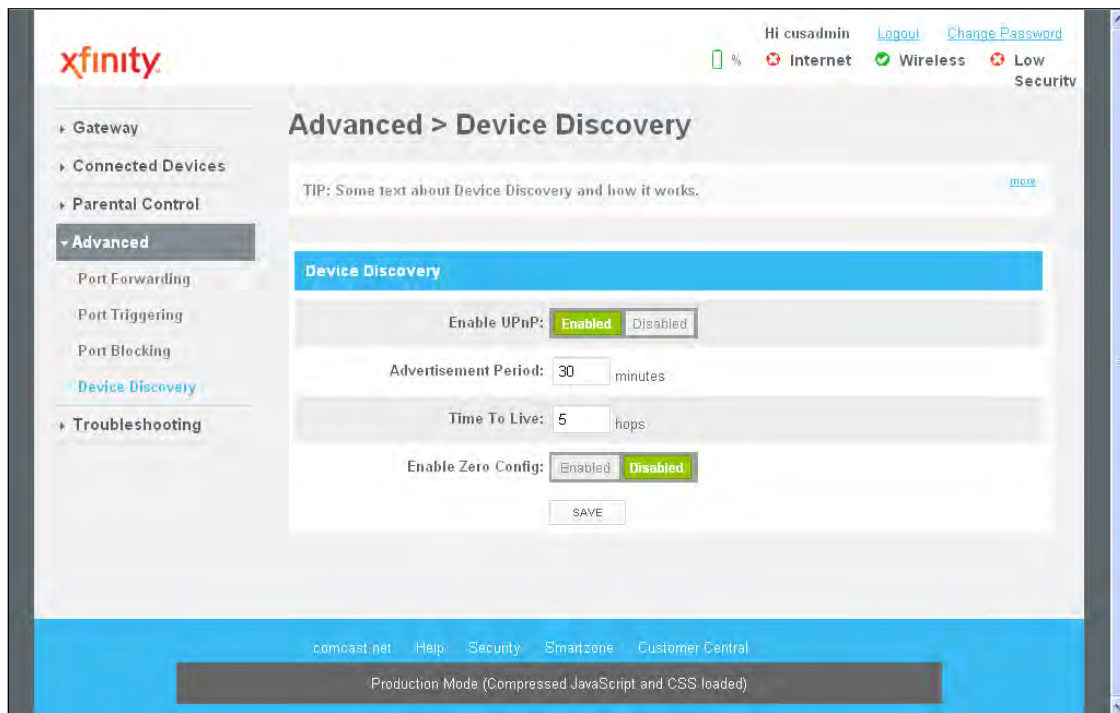 Hi cusadmin Logout Change Password
xfinity
% Internet Wireless Low Security
Gateway
Connected Devices
Parental Control
Advanced
Port Forwarding
Port Triggering
Port Blocking
Device Discovery
Troubleshooting
Advanced > Device Discovery
TIP: Some text about Device Discovery and how it works. more
Device Discovery
Enable UPnP: Enabled Disabled
Advertisement Period: 30 minutes
Time To Live: 5 hops
Enable Zero Config: Enabled Disabled
SAVE
comcast.net Help Security Smartzone Customer Central
Production Mode (Compressed JavaScript and CSS loaded)